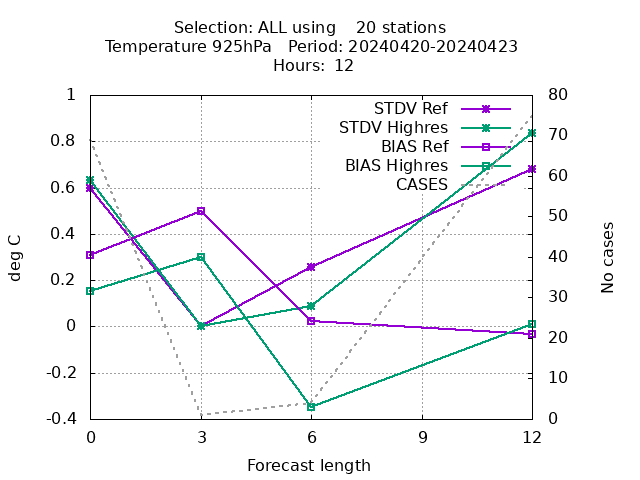 Selection: ALL using    20 stations
Temperature 925hPa   Period: 20240420-20240423
Hours:  12
1
0.8
0.6
0.4
0.2
0
-0.2
-0.4
deg C
80
70
60
50
40
30
20
10
0
No cases
STDV Ref
STDV Highres
BIAS Ref
BIAS Highres
CASES
0 3 6 9 12
Forecast length